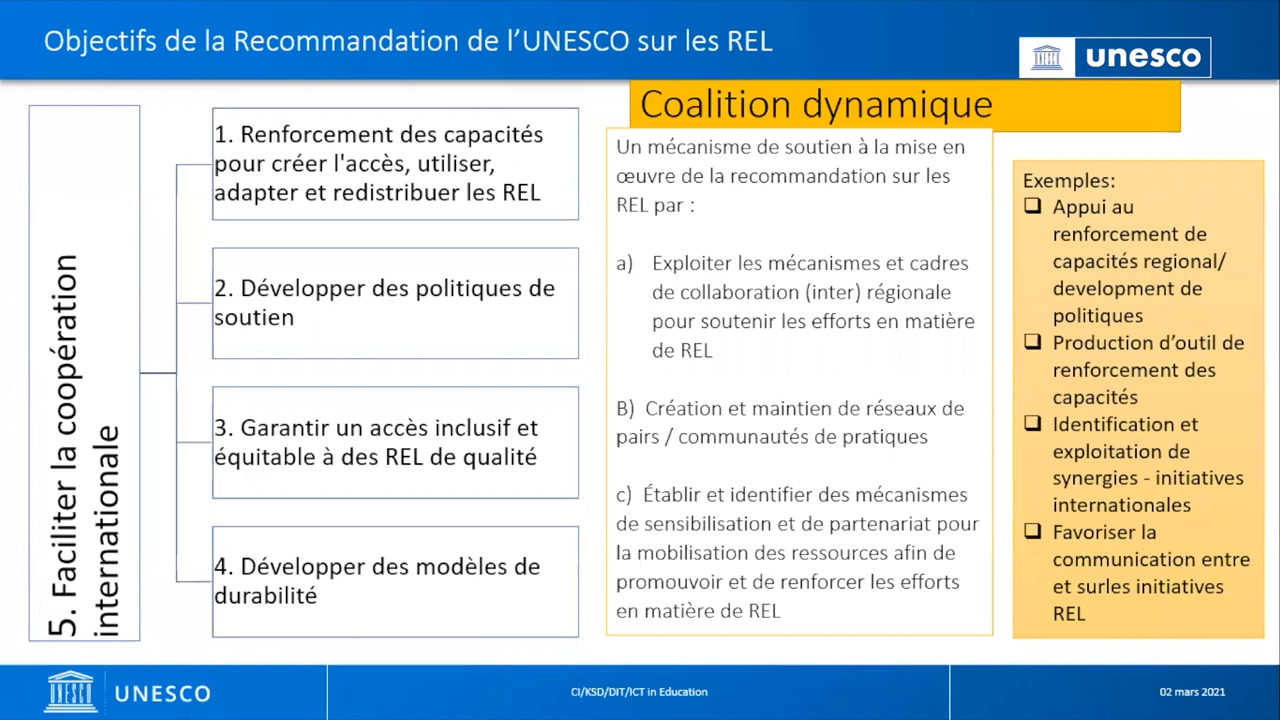 Objectifs de la Recommandation de l’UNESCO sur les REL
unesco
5. Faciliter la coopération
internationale
1. Renforcement des capacités
pour créer l'accès, utiliser,
adapter et redistribuer les REL
2. Développer des politiques de
soutien
3. Garantir un accès inclusif et
équitable à des REL de qualité
4. Développer des modèles de
durabilité
Coalition dynamique
Un mécanisme de soutien à la mise en
œuvre de la recommandation sur les
REL par :
a) Exploiter les mécanismes et cadres
de collaboration (inter) régionale
pour soutenir les efforts en matière
de REL
B) Création et maintien de réseaux de
pairs / communautés de pratiques
c) Établir et identifier des mécanismes
de sensibilisation et de partenariat pour
la mobilisation des ressources afin de
promouvoir et de renforcer les efforts
en matière de REL
Exemples:
❑ Appui au
renforcement de
capacités regional/
development de
politiques
❑ Production d’outil de
renforcement des
capacités
❑ Identification et
exploitation de
synergies - initiatives
internationales
❑ Favoriser la
communication entre
et surles initiatives
REL
UNESCO
CI/KSD/DIT/ICT in Education
02 mars 2021